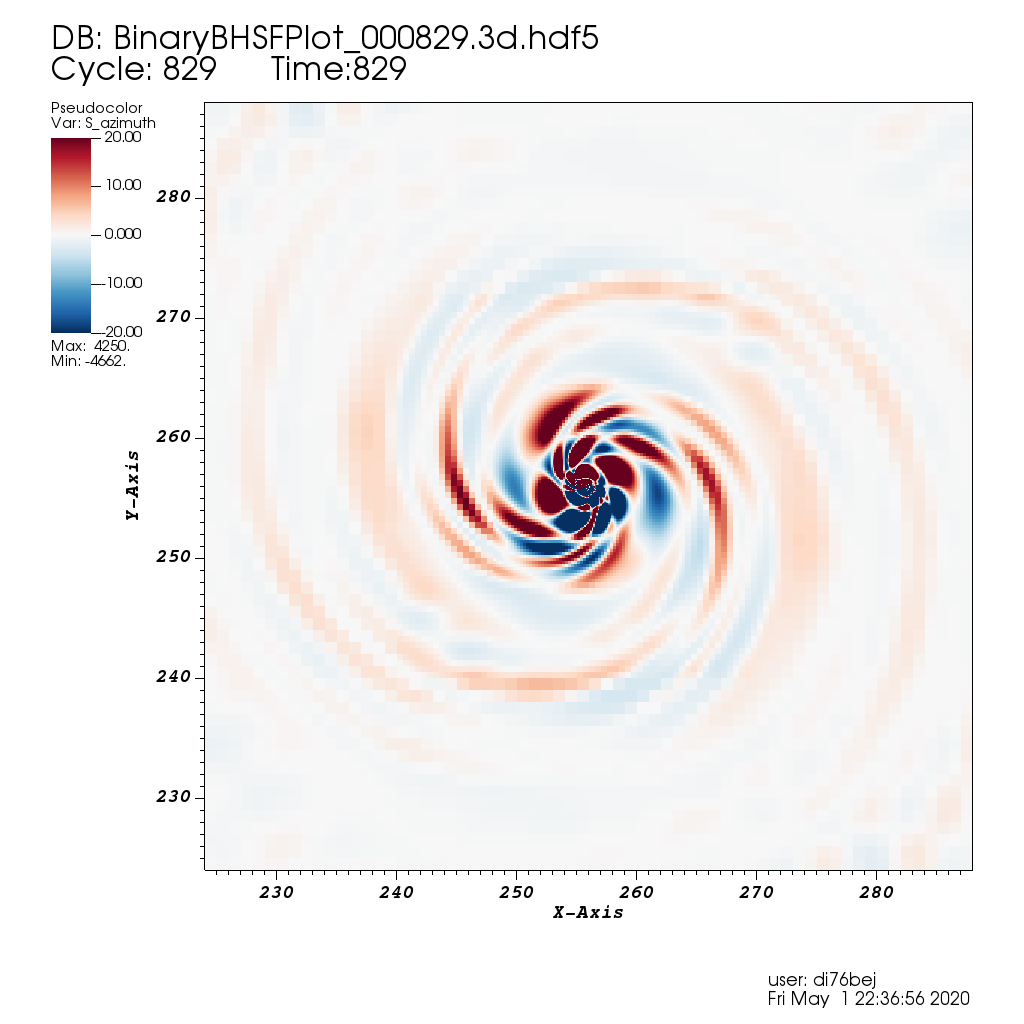 DB: BinaryBHSFPlot_000829.3d.hdf5
Cycle: 829 Time:829
Pseudocolor
Var: S_azimuth
20.00
10.00
0.000
-10.00
-20.00
Max: 4250.
Min: -4662.
280
270
260
250
240
230
Y-Axis
230 240 250 260 270 280
X-Axis
user: di76bej
Fri May 1 22:36:56 2020